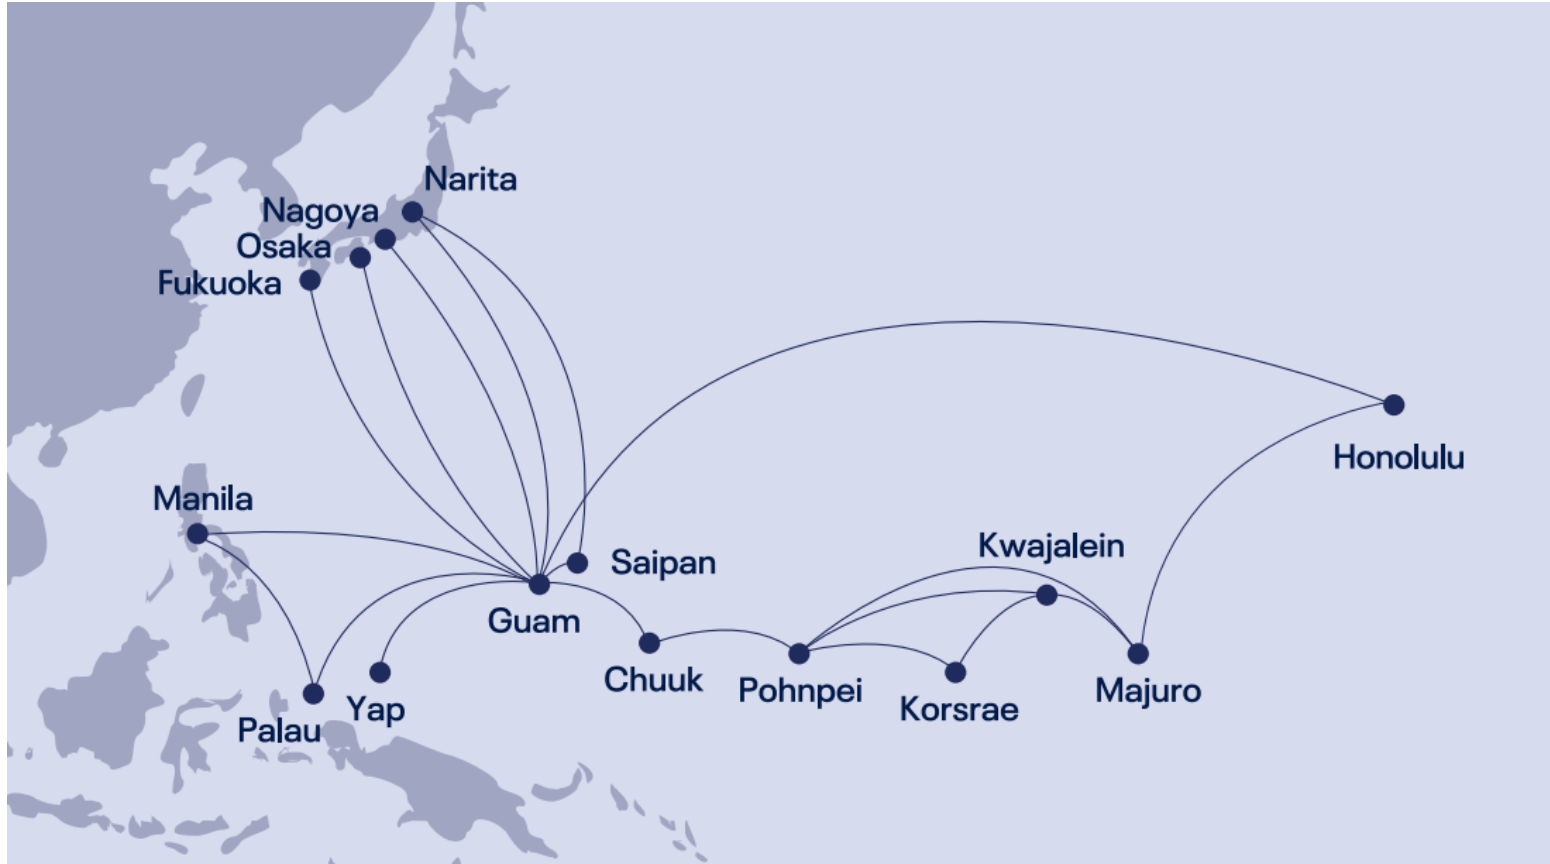 Narita
Nagoya
Osaka
Fukuoka
Honolulu
Manila
Kwajalein
Saipan
Guam
Chuuk
Pohnpei
Korsrae
Majuro
Yap
Palau